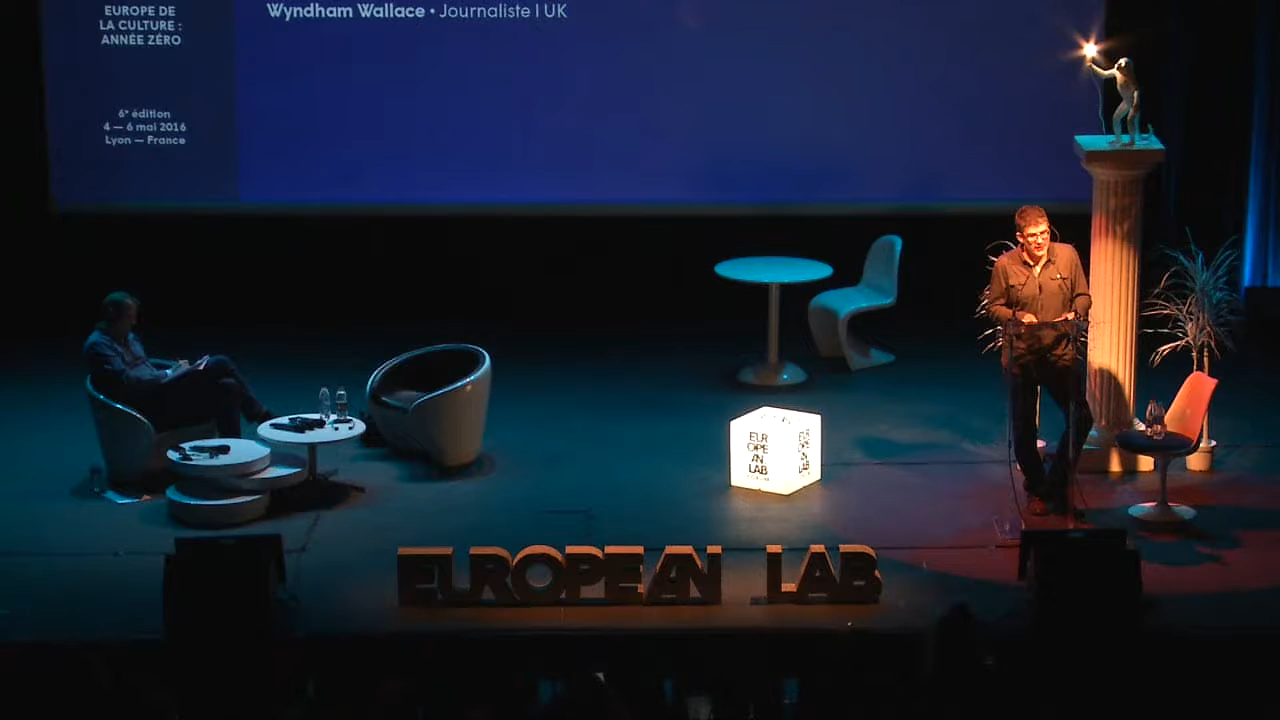 EUROPE DE
LA CULTURE :
ANNÉE ZÉRO
6e édition
4 — 6 mai 2016
Lyon — France
Wyndham Wallace • Journaliste | UK
EUR
OPE
AN
LAB
EUROPEAN LAB